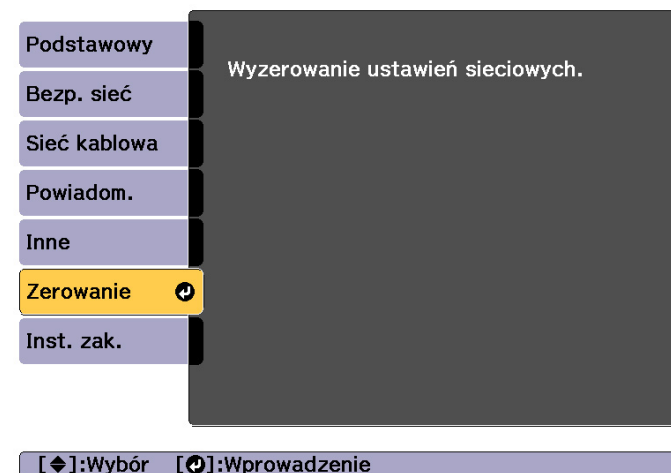 Podstawowy
Wyzerowanie ustawień sieciowych.
Bezp. sieć
Sieć kablowa
Powiadom.
Inne
Zerowanie
Inst. zak.
[◆]:Wybór [↵]:Wprowadzenie